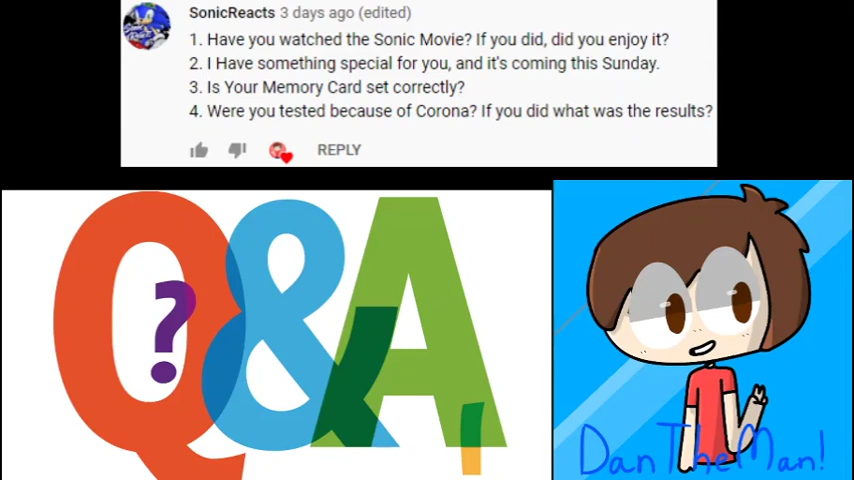 SonicReacts 3 days ago (edited)
1. Have you watched the Sonic Movie? If you did, did you enjoy it?
2. I Have something special for you, and it's coming this Sunday.
3. Is Your Memory Card set correctly?
4. Were you tested because of Corona? If you did what was the results?
REPLY
Q&A
?
DanTheMan!